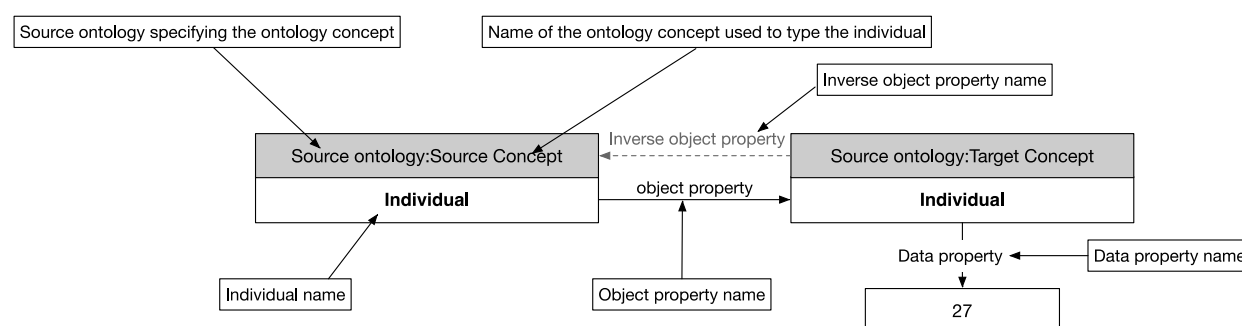 Source ontology specifying the ontology concept
Name of the ontology concept used to type the individual
Inverse object property name
Inverse object property
Source ontology:Source Concept
Source ontology:Target Concept
object property
Individual
Individual
Data property
Data property name
Individual name
Object property name
27